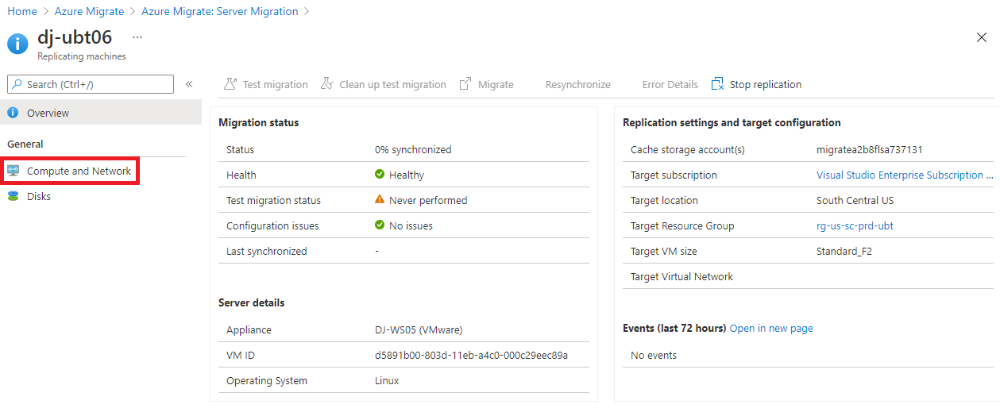 Home > Azure Migrate > Azure Migrate: Server Migration >
dj-ubt06 ...
Replicating machines
Search (Ctrl+/) «
Test migration Clean up test migration Migrate Resynchronize Error Details Stop replication
Overview
General
Compute and Network
Disks
Migration status
Status 0% synchronized
Health Healthy
Test migration status Never performed
Configuration issues No issues
Last synchronized -
Server details
Appliance DJ-WS05 (VMware)
VM ID d5891b00-803d-11eb-a4c0-000c29eec89a
Operating System Linux
Replication settings and target configuration
Cache storage account(s) migratea2b8flsa737131
Target subscription Visual Studio Enterprise Subscription ...
Target location South Central US
Target Resource Group rg-us-sc-prd-ubt
Target VM size Standard_F2
Target Virtual Network
Events (last 72 hours) Open in new page
No events